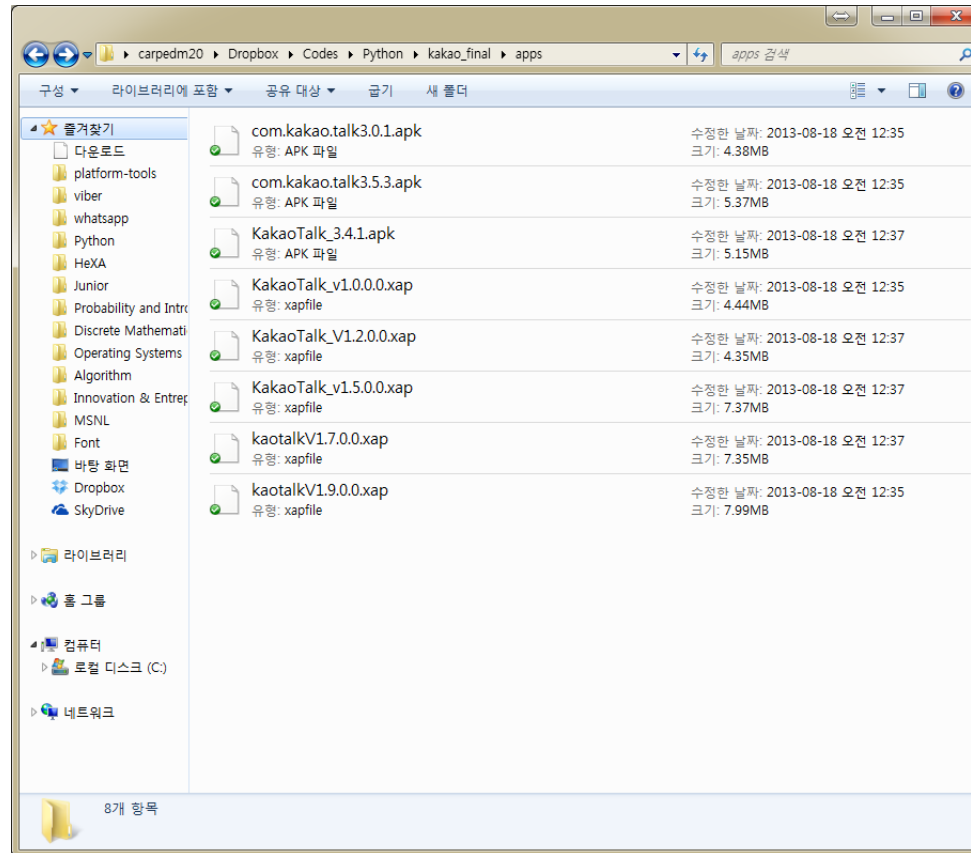 carpedm20 Dropbox Codes Python kakao_final apps
apps 검색
구성 라이브러리에 포함 공유 대상 굽기 새 폴더
즐겨찾기
다운로드
platform-tools
viber
whatsapp
Python
HeXA
Junior
Probability and Intro
Discrete Mathemati
Operating Systems
Algorithm
Innovation & Entrep
MSNL
Font
바탕 화면
Dropbox
SkyDrive
라이브러리
홈 그룹
컴퓨터
로컬 디스크 (C:)
네트워크
com.kakao.talk3.0.1.apk
유형: APK 파일
수정한 날짜: 2013-08-18 오전 12:35
크기: 4.38MB
com.kakao.talk3.5.3.apk
유형: APK 파일
수정한 날짜: 2013-08-18 오전 12:35
크기: 5.37MB
KakaoTalk_3.4.1.apk
유형: APK 파일
수정한 날짜: 2013-08-18 오전 12:37
크기: 5.15MB
KakaoTalk_v1.0.0.0.xap
유형: xapfile
수정한 날짜: 2013-08-18 오전 12:35
크기: 4.44MB
KakaoTalk_V1.2.0.0.xap
유형: xapfile
수정한 날짜: 2013-08-18 오전 12:37
크기: 4.35MB
KakaoTalk_v1.5.0.0.xap
유형: xapfile
수정한 날짜: 2013-08-18 오전 12:37
크기: 7.37MB
kaotalkV1.7.0.0.xap
유형: xapfile
수정한 날짜: 2013-08-18 오전 12:37
크기: 7.35MB
kaotalkV1.9.0.0.xap
유형: xapfile
수정한 날짜: 2013-08-18 오전 12:35
크기: 7.99MB
8개 항목